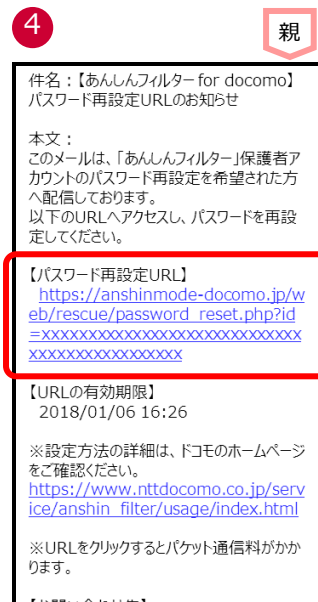 4
親
件名：【あんしんフィルター for docomo】
パスワード再設定URLのお知らせ
本文：
このメールは、「あんしんフィルター」保護者ア
カウントのパスワード再設定を希望された方
へ配信しております。
以下のURLへアクセスし、パスワードを再設
定してください。
【パスワード再設定URL】
https://anshinmode-docomo.jp/w
eb/rescue/password_reset.php?id
=xxxxxxxxxxxxxxxxxxxxxxxxxxxx
xxxxxxxxxxxxxxxxx
【URLの有効期限】
2018/01/06 16:26
※設定方法の詳細は、ドコモのホームページ
をご確認ください。
https://www.nttdocomo.co.jp/serv
ice/anshin_filter/usage/index.html
※URLをクリックするとパケット通信料がかか
ります。